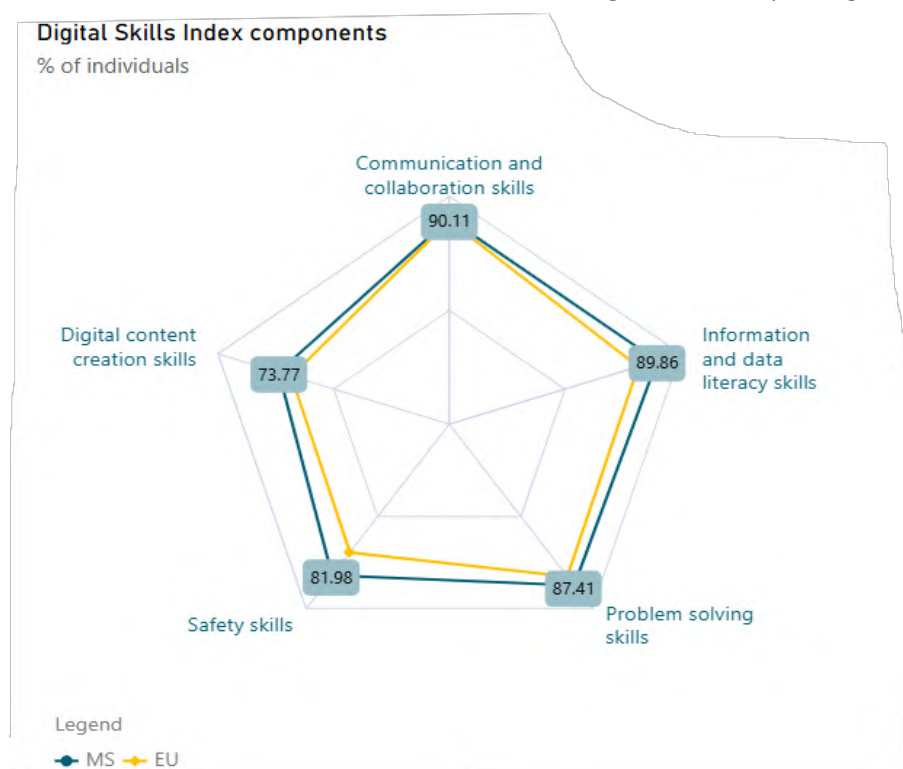 Digital Skills Index components
% of individuals
Communication and
collaboration skills
90.11
Digital content
creation skills
73.77
Information
and data
literacy skills
89.86
81.98
Safety skills
87.41
Problem solving
skills
Legend
MS EU